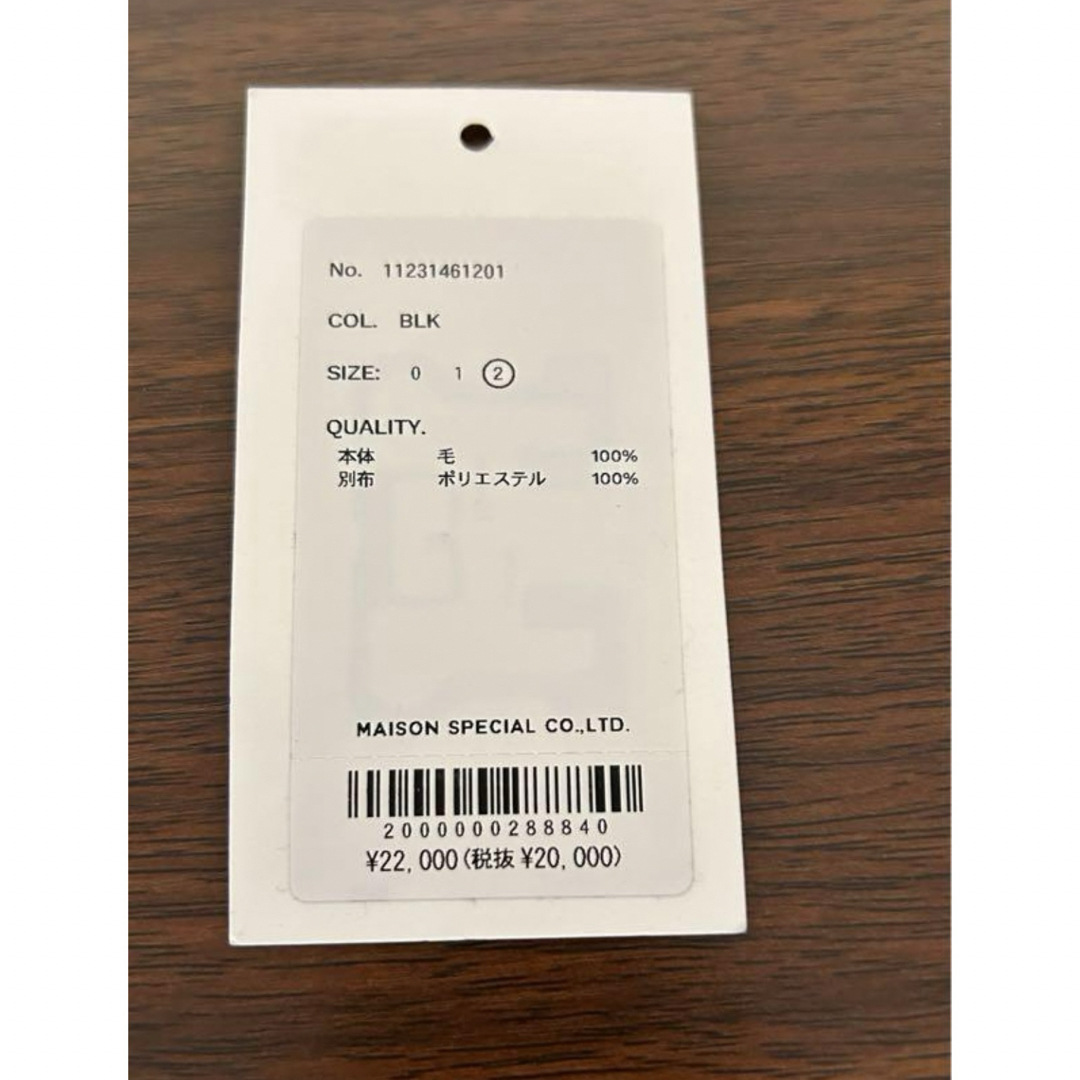 No. 11231461201
COL. BLK
SIZE: 0 1 2
QUALITY.
本体 毛 100%
別布 ポリエステル 100%
MAISON SPECIAL CO.,LTD.
2000000288840
¥22,000(税抜¥20,000)